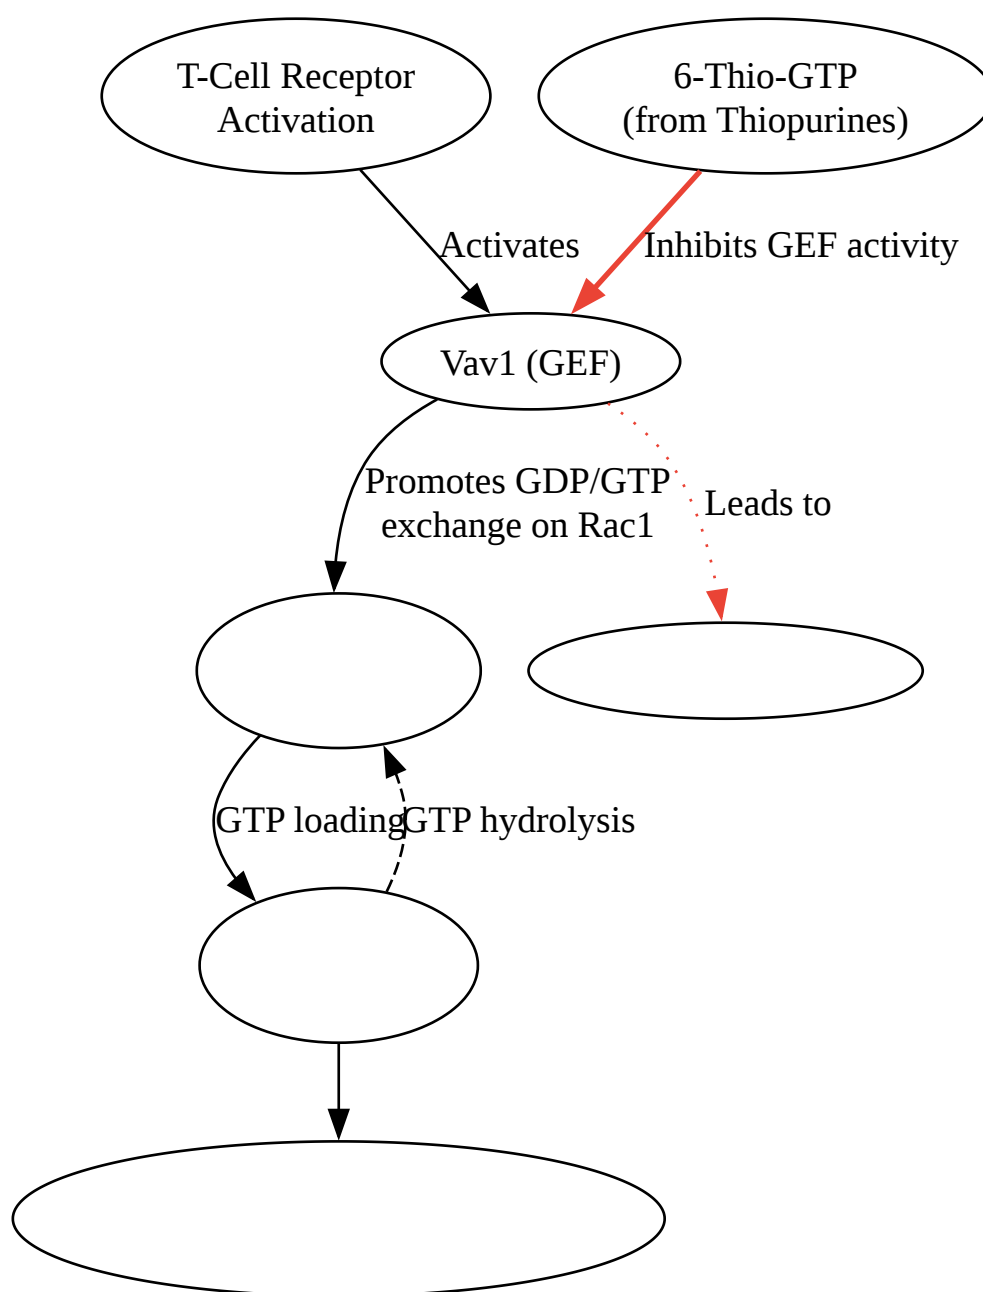 T-Cell Receptor
Activation
6-Thio-GTP
(from Thiopurines)
Activates
Inhibits GEF activity
Vav1 (GEF)
Promotes GDP/GTP
exchange on Rac1
Leads to
GTP loading
GTP hydrolysis